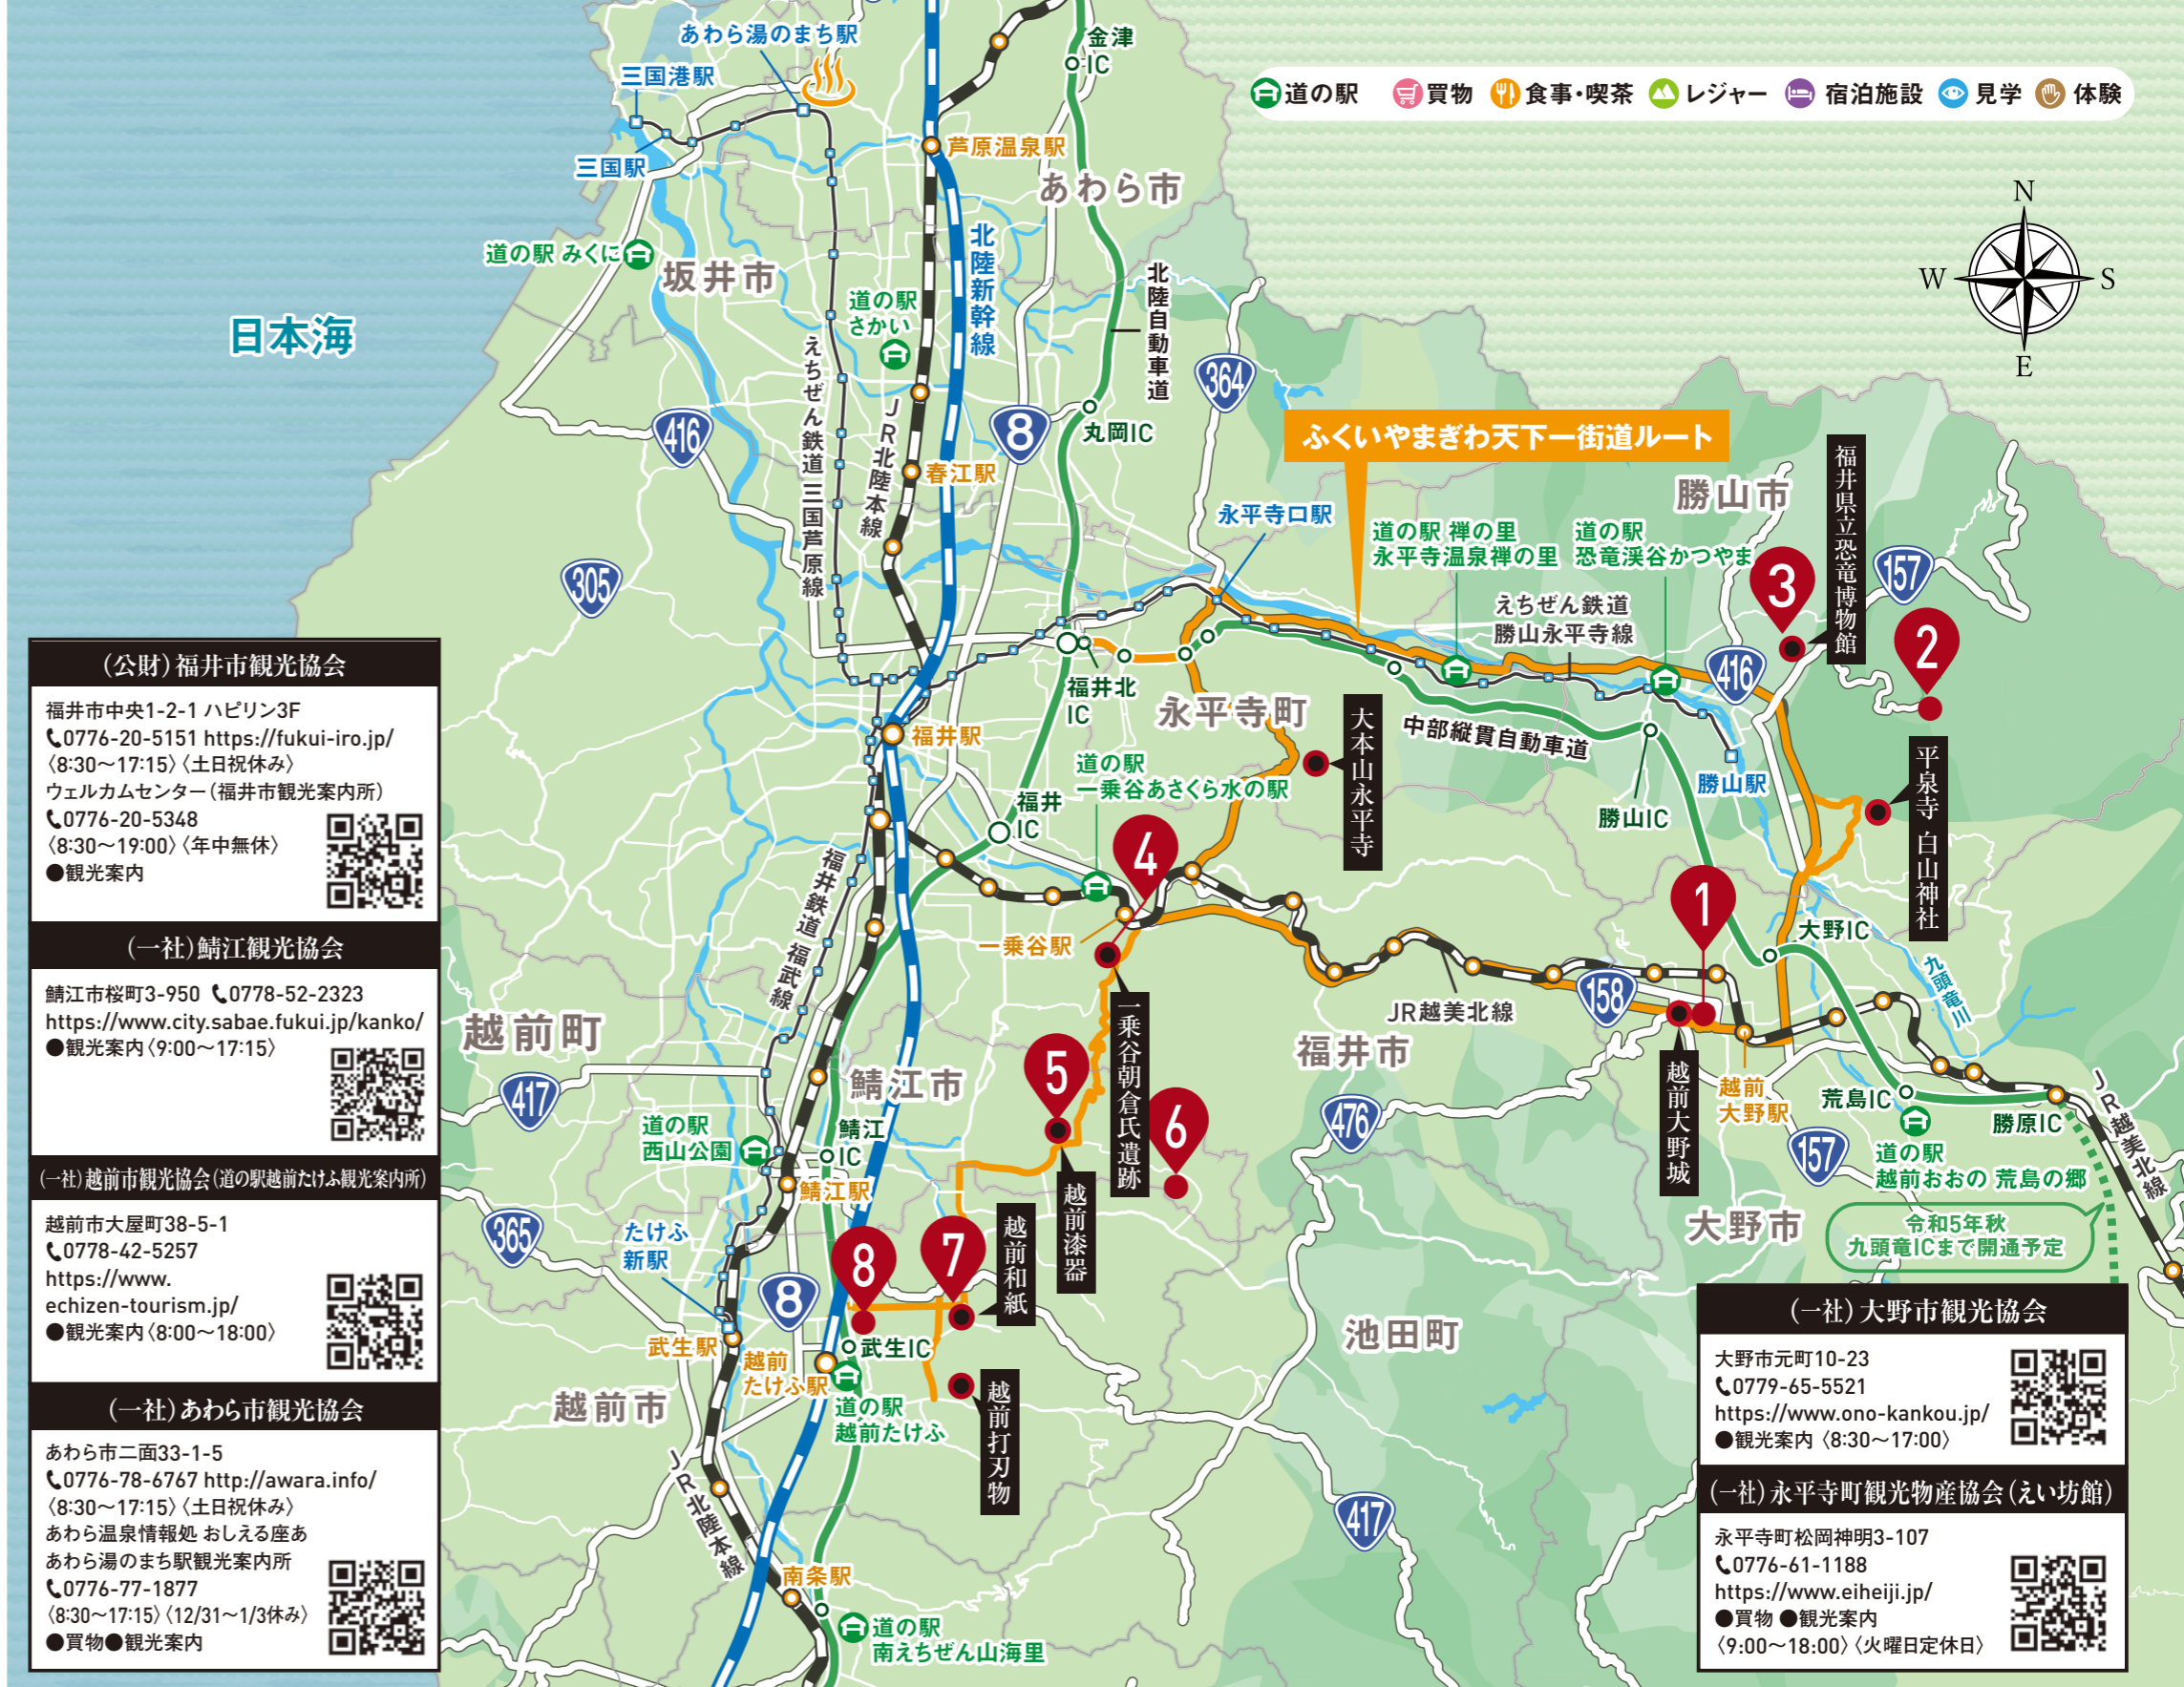 あわら湯のまち駅
三国港駅
三国駅
金津
IC
道の駅
買物
食事・喫茶
レジャー
宿泊施設
見学
体験
芦原温泉駅
あわら市
N
W
S
E
道の駅 みくに
坂井市
北陸新幹線
北陸自動車道
日本海
道の駅
さかい
えちぜん鉄道 三国芦原線
JR北陸本線
364
416
8
丸岡IC
ふくいやまぎわ天下一街道ルート
春江駅
勝山市
福井県立恐竜博物館
永平寺口駅
道の駅 禅の里
永平寺温泉禅の里
道の駅
恐竜渓谷かつやま
305
3
157
2
えちぜん鉄道
勝山永平寺線
416
福井北
IC
永平寺町
大本山永平寺
中部縦貫自動車道
勝山駅
平泉寺 白山神社
福井駅
道の駅
一乗谷あさくら水の駅
福井
IC
勝山IC
4
1
福井鉄道 福武線
一乗谷駅
大野IC
九頭竜川
158
JR越美北線
越前町
一乗谷朝倉氏遺跡
福井市
越前大野城
越前
大野駅
荒島IC
勝原IC
JR越美北線
417
鯖江市
5
6
476
157
道の駅
越前おおの 荒島の郷
道の駅
西山公園
鯖江
IC
鯖江駅
越前漆器
大野市
令和5年秋
九頭竜ICまで開通予定
365
たけふ
新駅
8
8
7
越前和紙
武生駅
越前
たけふ駅
武生IC
池田町
越前市
道の駅
越前たけふ
越前打刃物
JR北陸本線
417
南条駅
道の駅
南えちぜん山海里
(公財)福井市観光協会
福井市中央1-2-1 ハピリン3F
0776-20-5151 https://fukui-iro.jp/
〈8:30～17:15〉〈土日祝休み〉
ウェルカムセンター(福井市観光案内所)
0776-20-5348
〈8:30～19:00〉〈年中無休〉
●観光案内
(一社)鯖江観光協会
鯖江市桜町3-950 0778-52-2323
https://www.city.sabae.fukui.jp/kanko/
●観光案内〈9:00～17:15〉
(一社)越前市観光協会(道の駅越前たけふ観光案内所)
越前市大屋町38-5-1
0778-42-5257
https://www.
echizen-tourism.jp/
●観光案内〈8:00～18:00〉
(一社)あわら市観光協会
あわら市二面33-1-5
0776-78-6767 http://awara.info/
〈8:30～17:15〉〈土日祝休み〉
あわら温泉情報処 おしえる座ぁ
あわら湯のまち駅観光案内所
0776-77-1877
〈8:30～17:15〉〈12/31～1/3休み〉
●買物●観光案内
(一社)大野市観光協会
大野市元町10-23
0779-65-5521
https://www.ono-kankou.jp/
●観光案内 〈8:30～17:00〉
(一社)永平寺町観光物産協会(えい坊館)
永平寺町松岡神明3-107
0776-61-1188
https://www.eiheiji.jp/
●買物 ●観光案内
〈9:00～18:00〉〈火曜日定休日〉